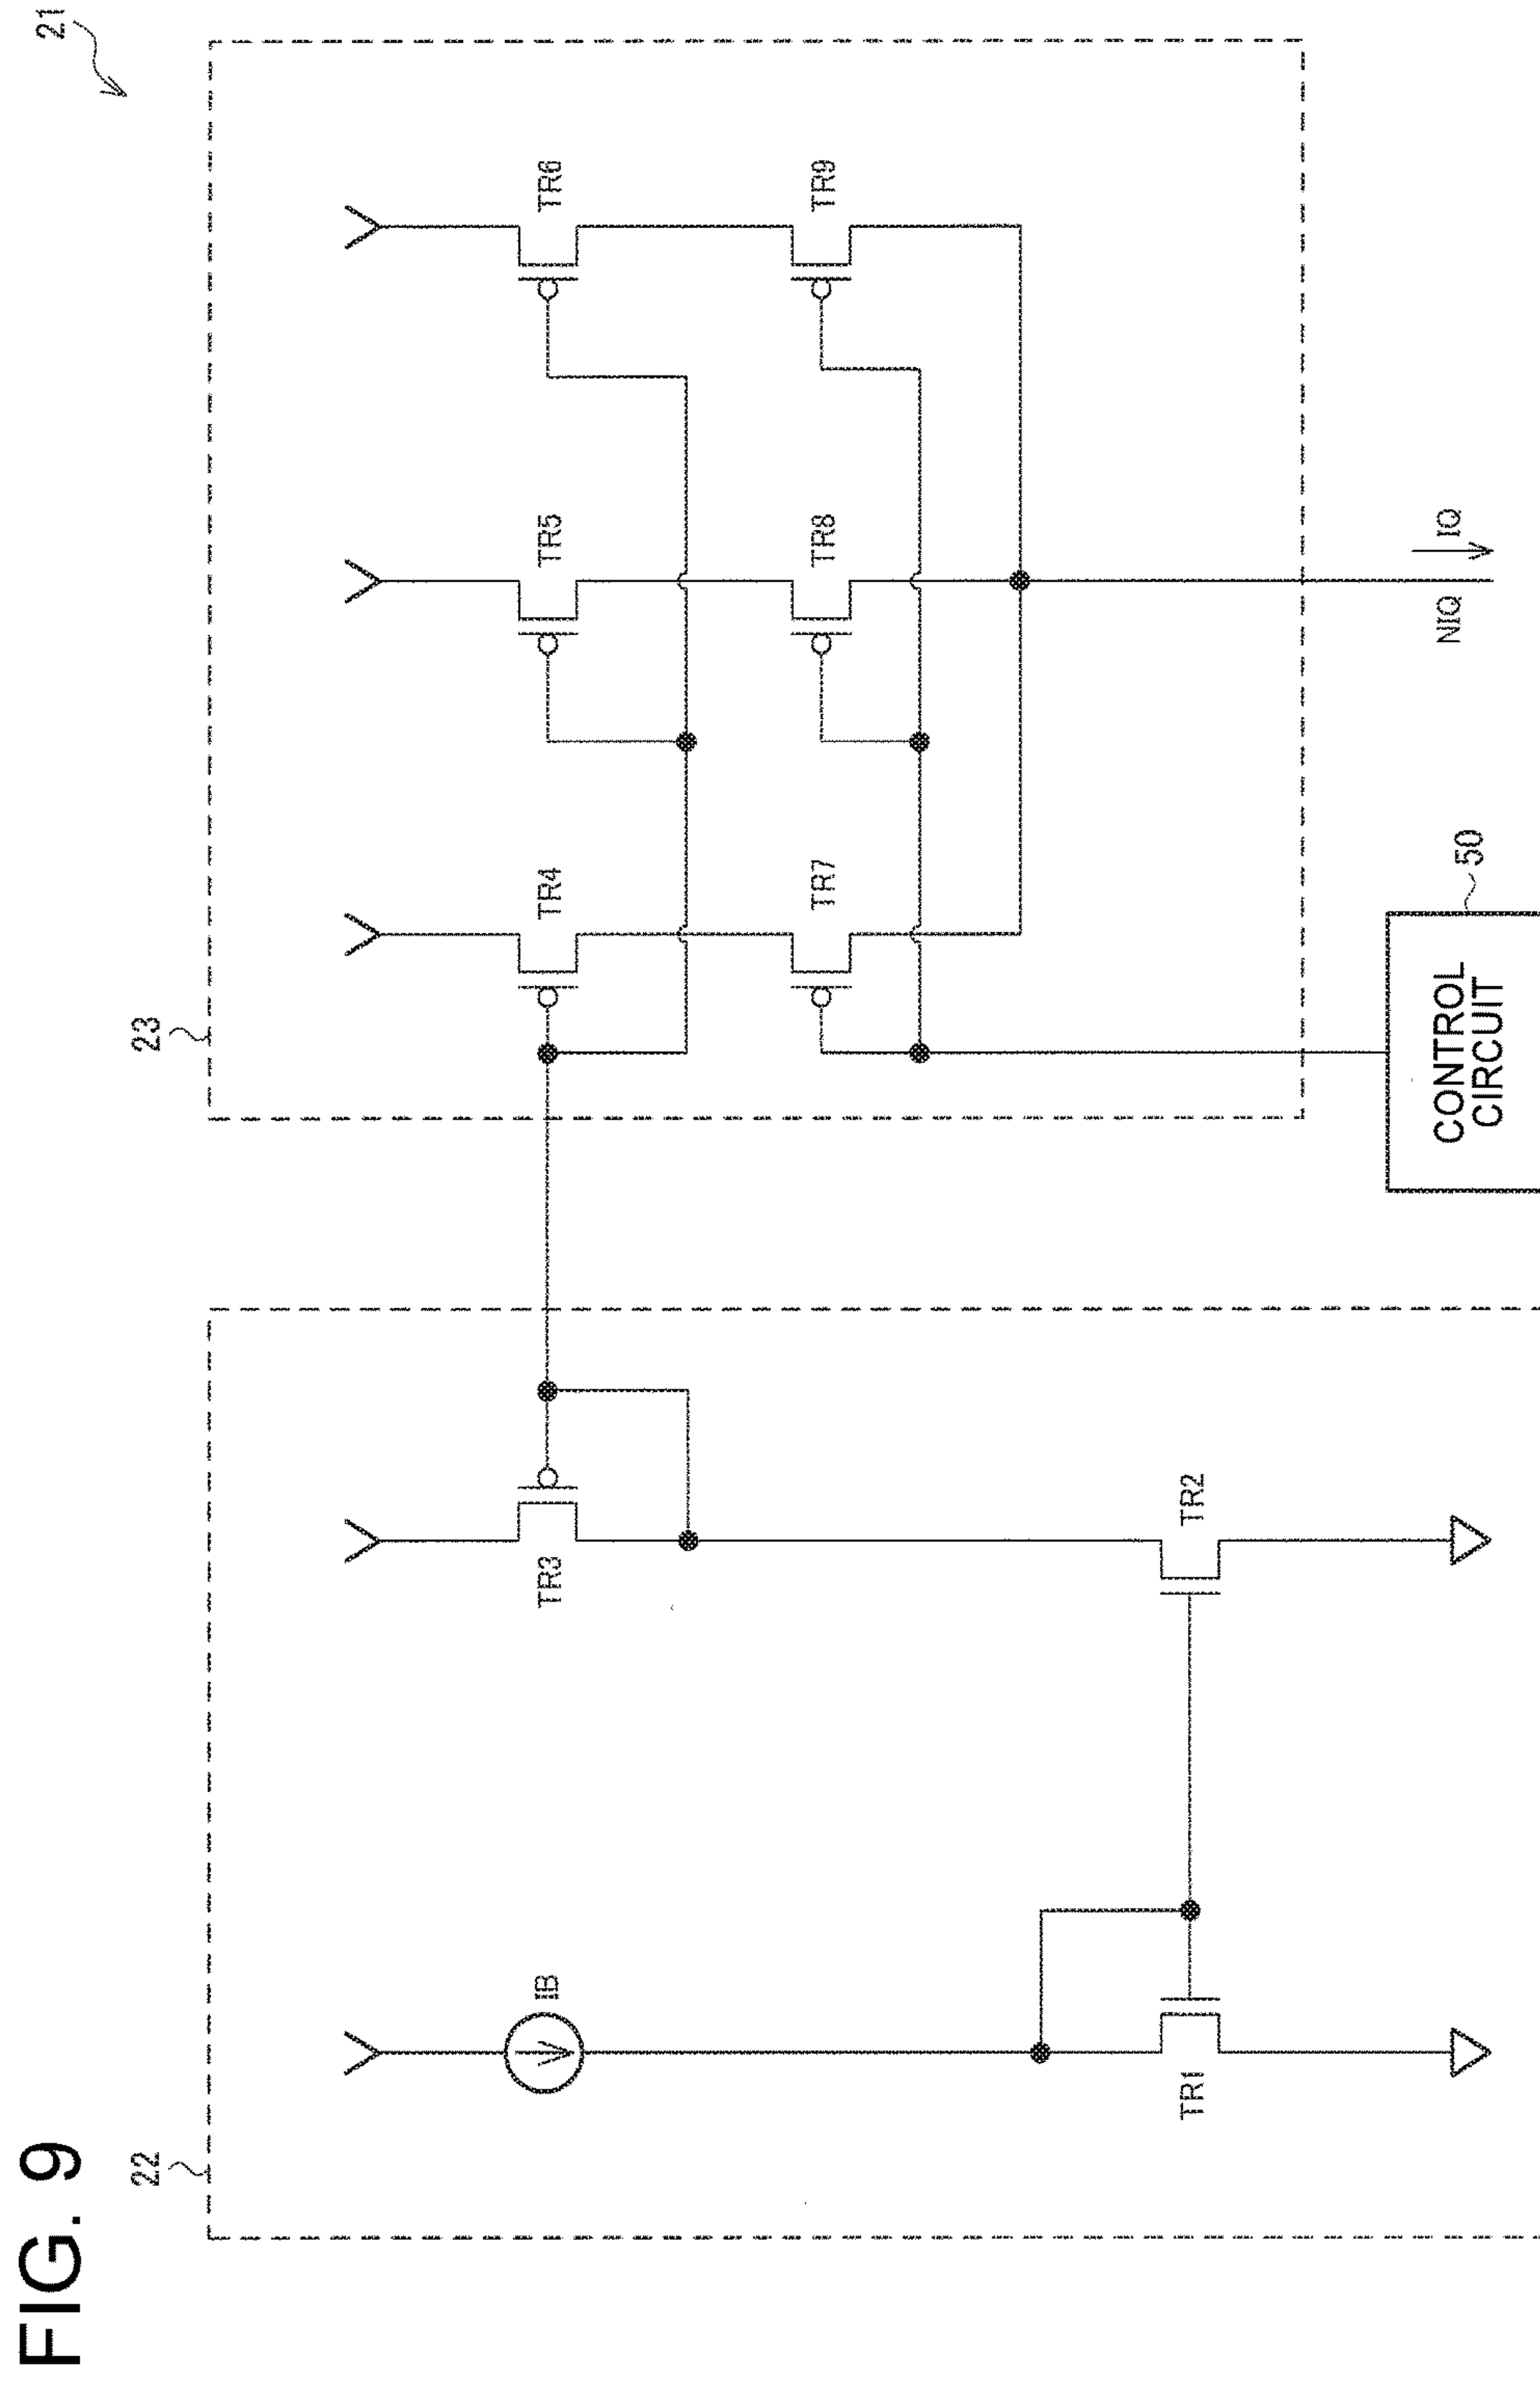 FIG. 9
21
22
23
IB
TR3
TR1
TR2
TR4
TR5
TR6
TR7
TR8
TR9
50
CONTROL
CIRCUIT
NIQ
IQ